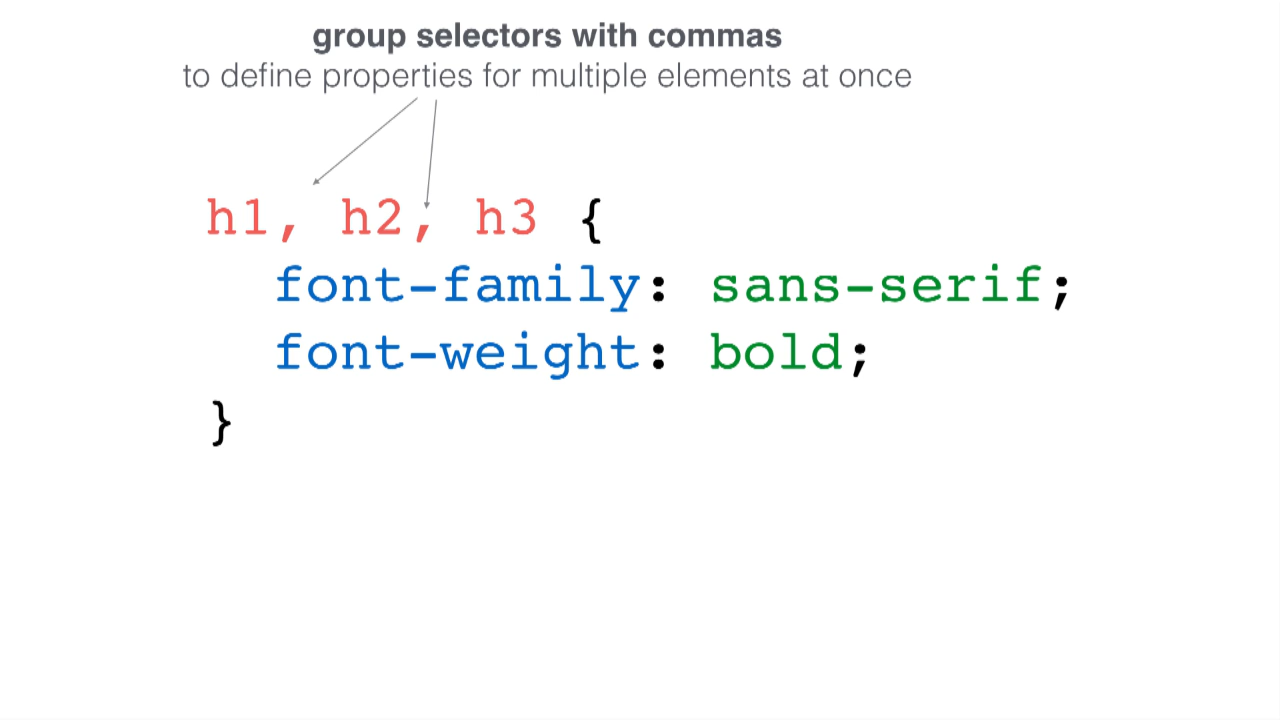 group selectors with commas
to define properties for multiple elements at once
h1, h2, h3 {
font-family: sans-serif;
font-weight: bold;
}